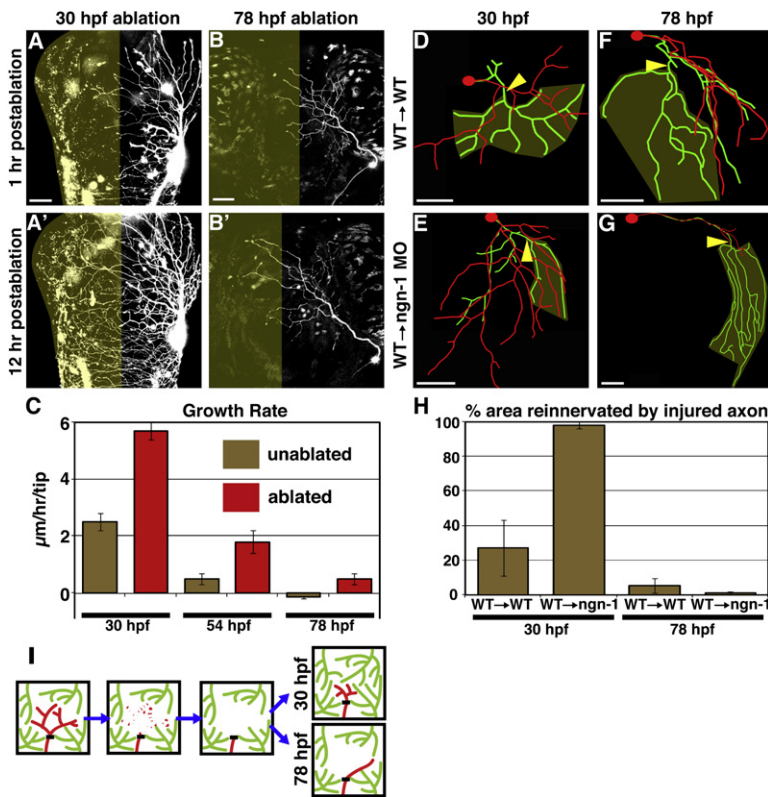 30 hpf ablation 78 hpf ablation 30 hpf 78 hpf
1 hr postablation
A
B
WT→WT
D
F
12 hr postablation
A'
B'
WT→ngn-1 MO
E
G
C
Growth Rate
µm/hr/tip
6
4
2
0
unablated
ablated
30 hpf 54 hpf 78 hpf
H
% area reinnervated by injured axon
100
80
60
40
20
0
WT→WT WT→ngn-1 WT→WT WT→ngn-1
30 hpf 78 hpf
I
30 hpf
78 hpf